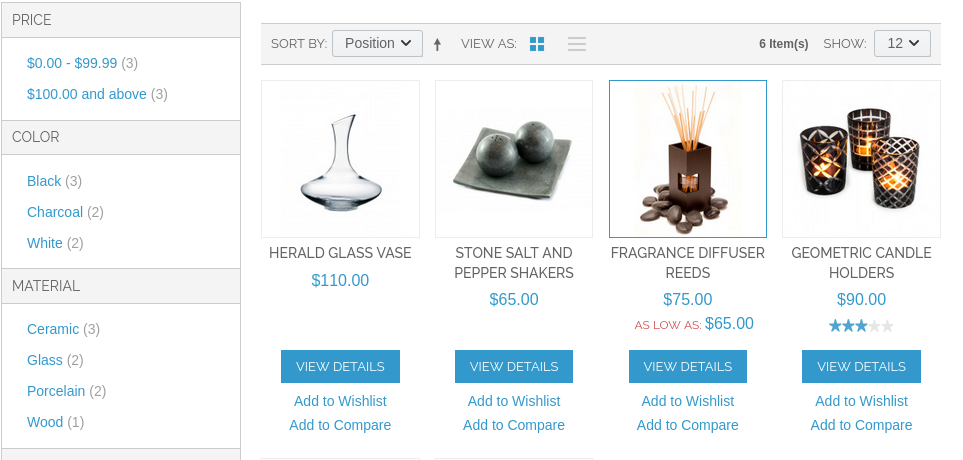 PRICE
$0.00 - $99.99 (3)
$100.00 and above (3)
COLOR
Black (3)
Charcoal (2)
White (2)
MATERIAL
Ceramic (3)
Glass (2)
Porcelain (2)
Wood (1)
SORT BY: Position VIEW AS: 6 Item(s) SHOW: 12
HERALD GLASS VASE
$110.00
VIEW DETAILS
Add to Wishlist
Add to Compare
STONE SALT AND
PEPPER SHAKERS
$65.00
VIEW DETAILS
Add to Wishlist
Add to Compare
FRAGRANCE DIFFUSER
REEDS
$75.00
AS LOW AS: $65.00
VIEW DETAILS
Add to Wishlist
Add to Compare
GEOMETRIC CANDLE
HOLDERS
$90.00
VIEW DETAILS
Add to Wishlist
Add to Compare